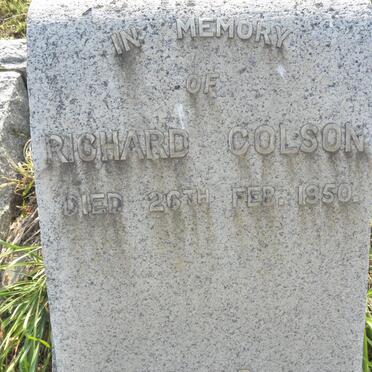 IN MEMORY
OF
RICHARD COLSON
DIED 26TH FEB. 1950.